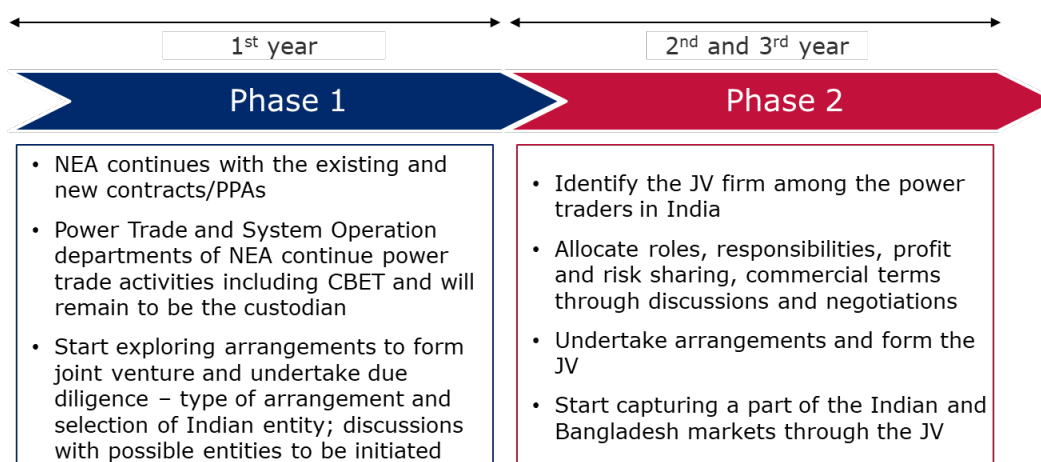 1st year
2nd and 3rd year
Phase 1
Phase 2
• NEA continues with the existing and
new contracts/PPAs
• Power Trade and System Operation
departments of NEA continue power
trade activities including CBET and will
remain to be the custodian
• Start exploring arrangements to form
joint venture and undertake due
diligence – type of arrangement and
selection of Indian entity; discussions
with possible entities to be initiated
• Identify the JV firm among the power
traders in India
• Allocate roles, responsibilities, profit
and risk sharing, commercial terms
through discussions and negotiations
• Undertake arrangements and form the
JV
• Start capturing a part of the Indian and
Bangladesh markets through the JV